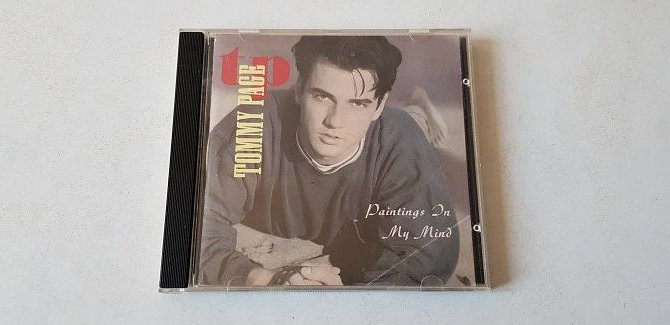 tp
TOMMY PAGE
Paintings In
My Mind